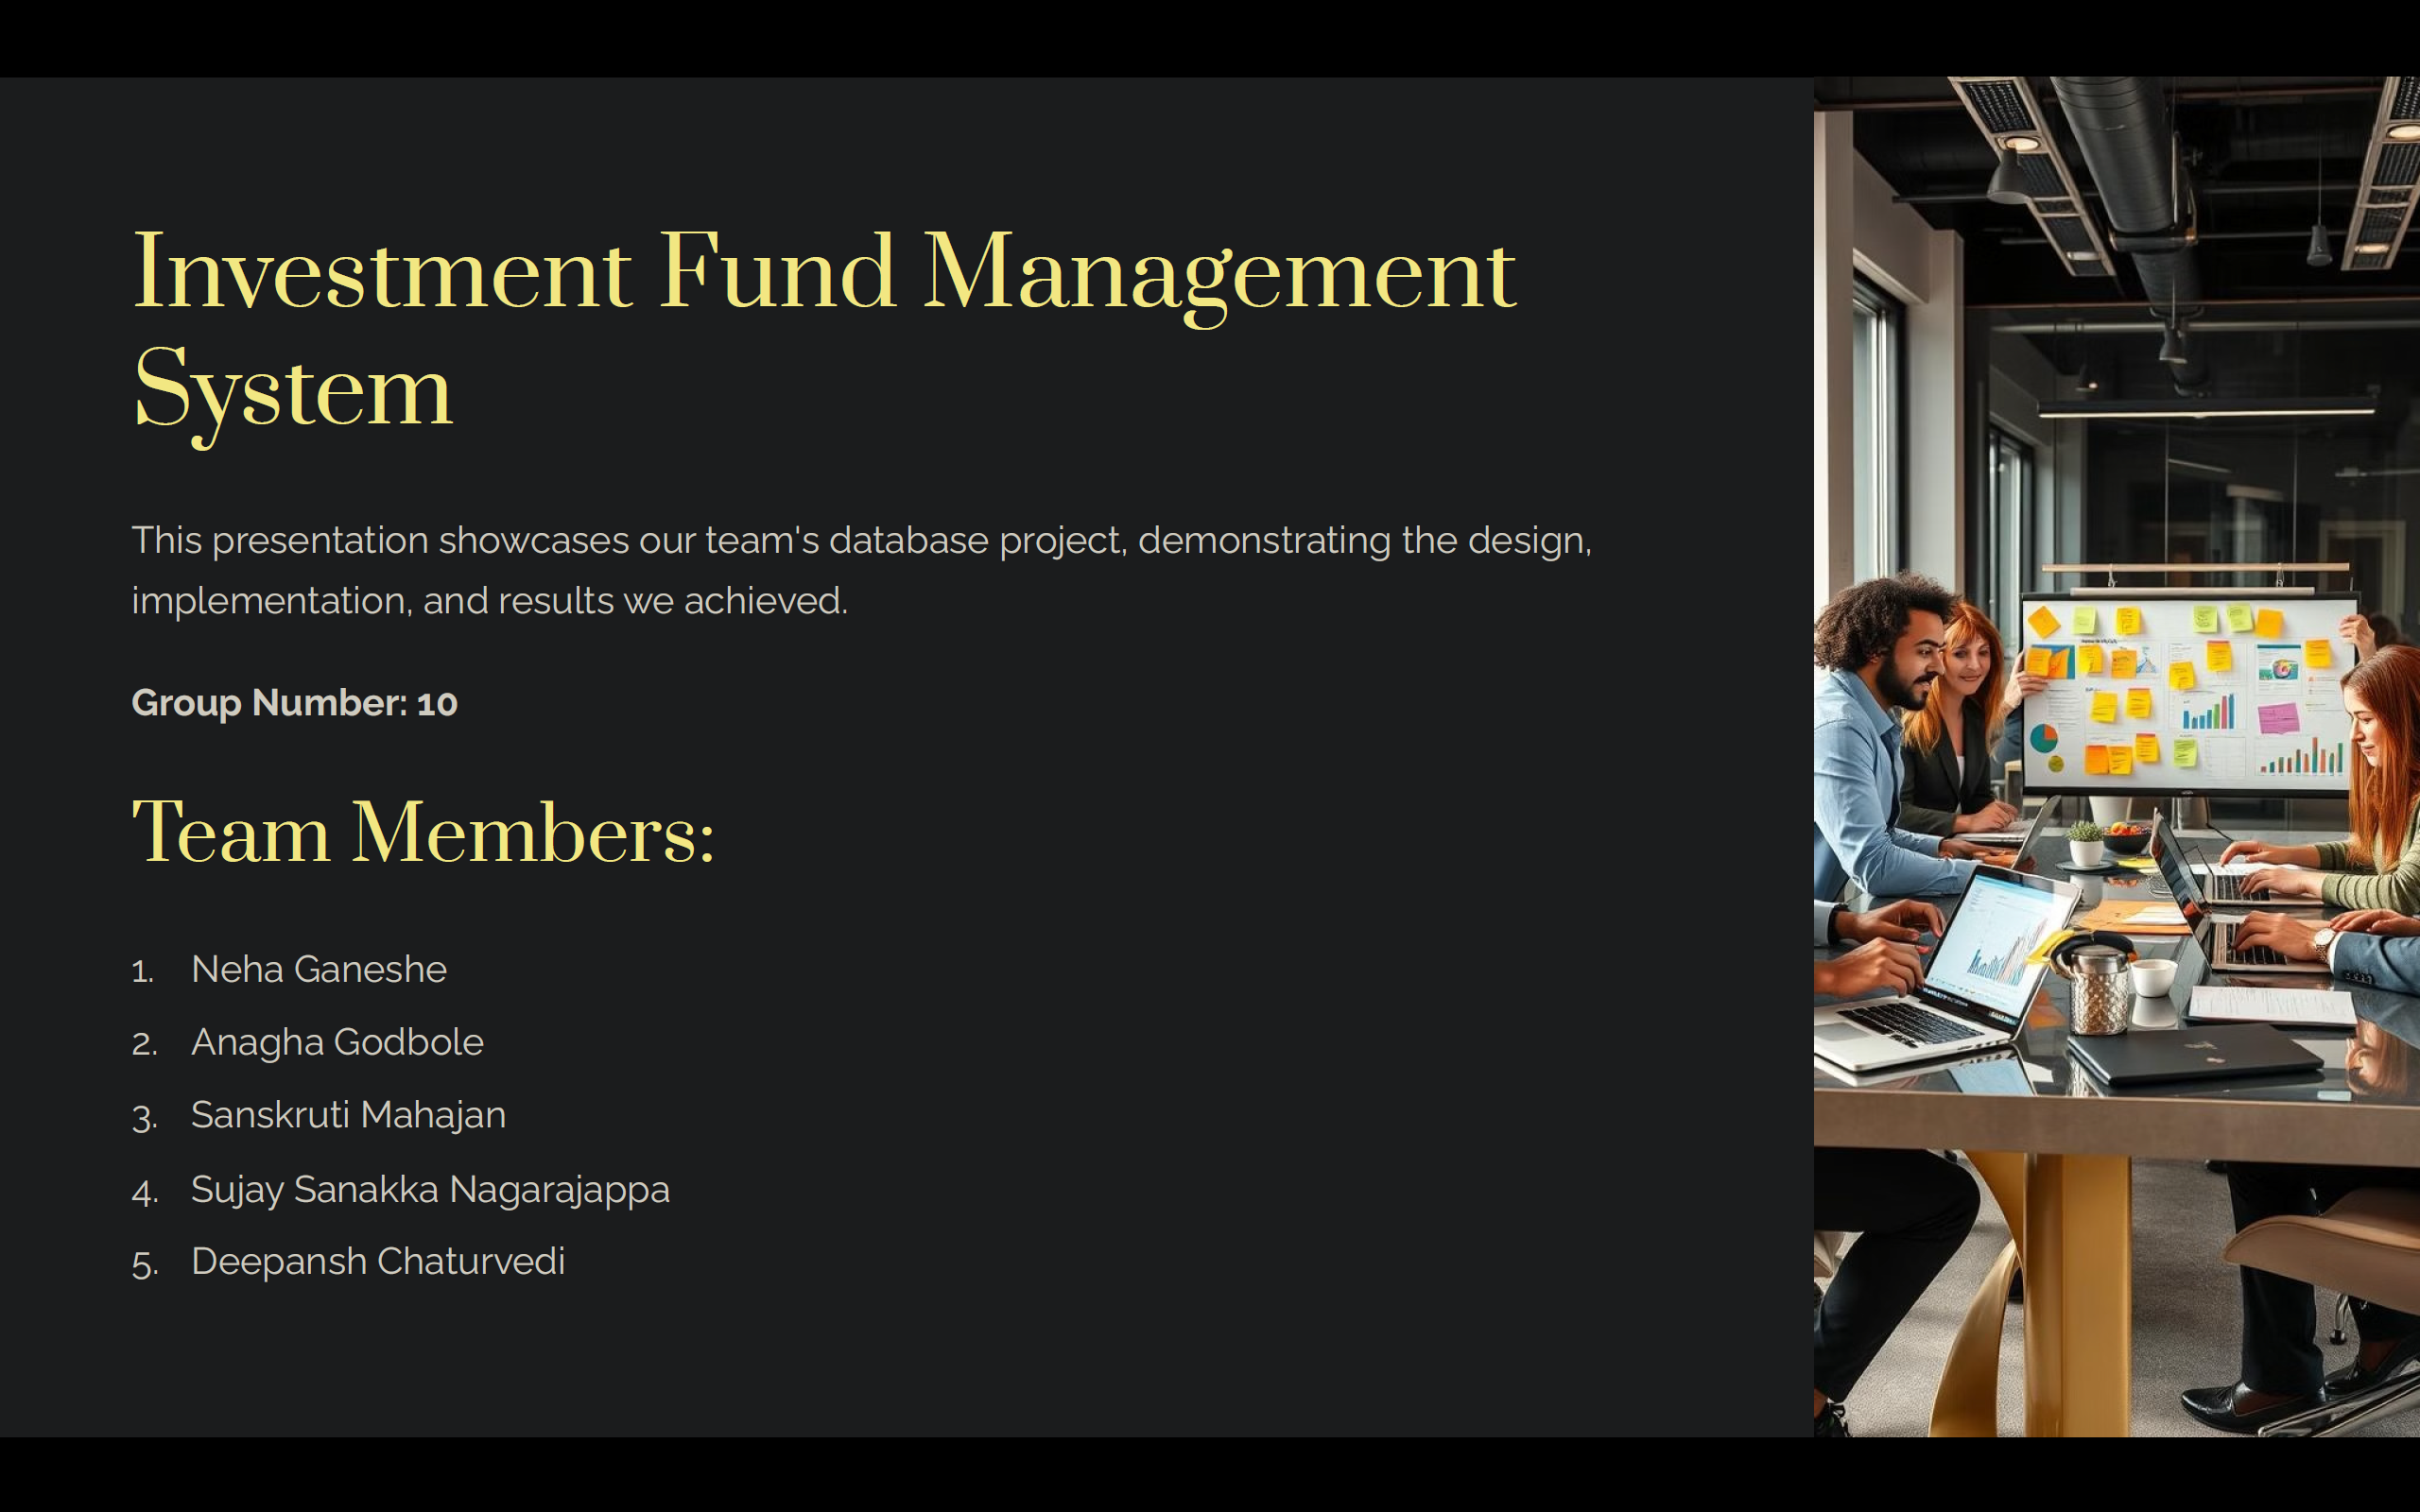 Investment Fund Management
System
This presentation showcases our team's database project, demonstrating the design,
implementation, and results we achieved.
Group Number: 10
Team Members:
1. Neha Ganeshe
2. Anagha Godbole
3. Sanskruti Mahajan
4. Sujay Sanakka Nagarajappa
5. Deepansh Chaturvedi